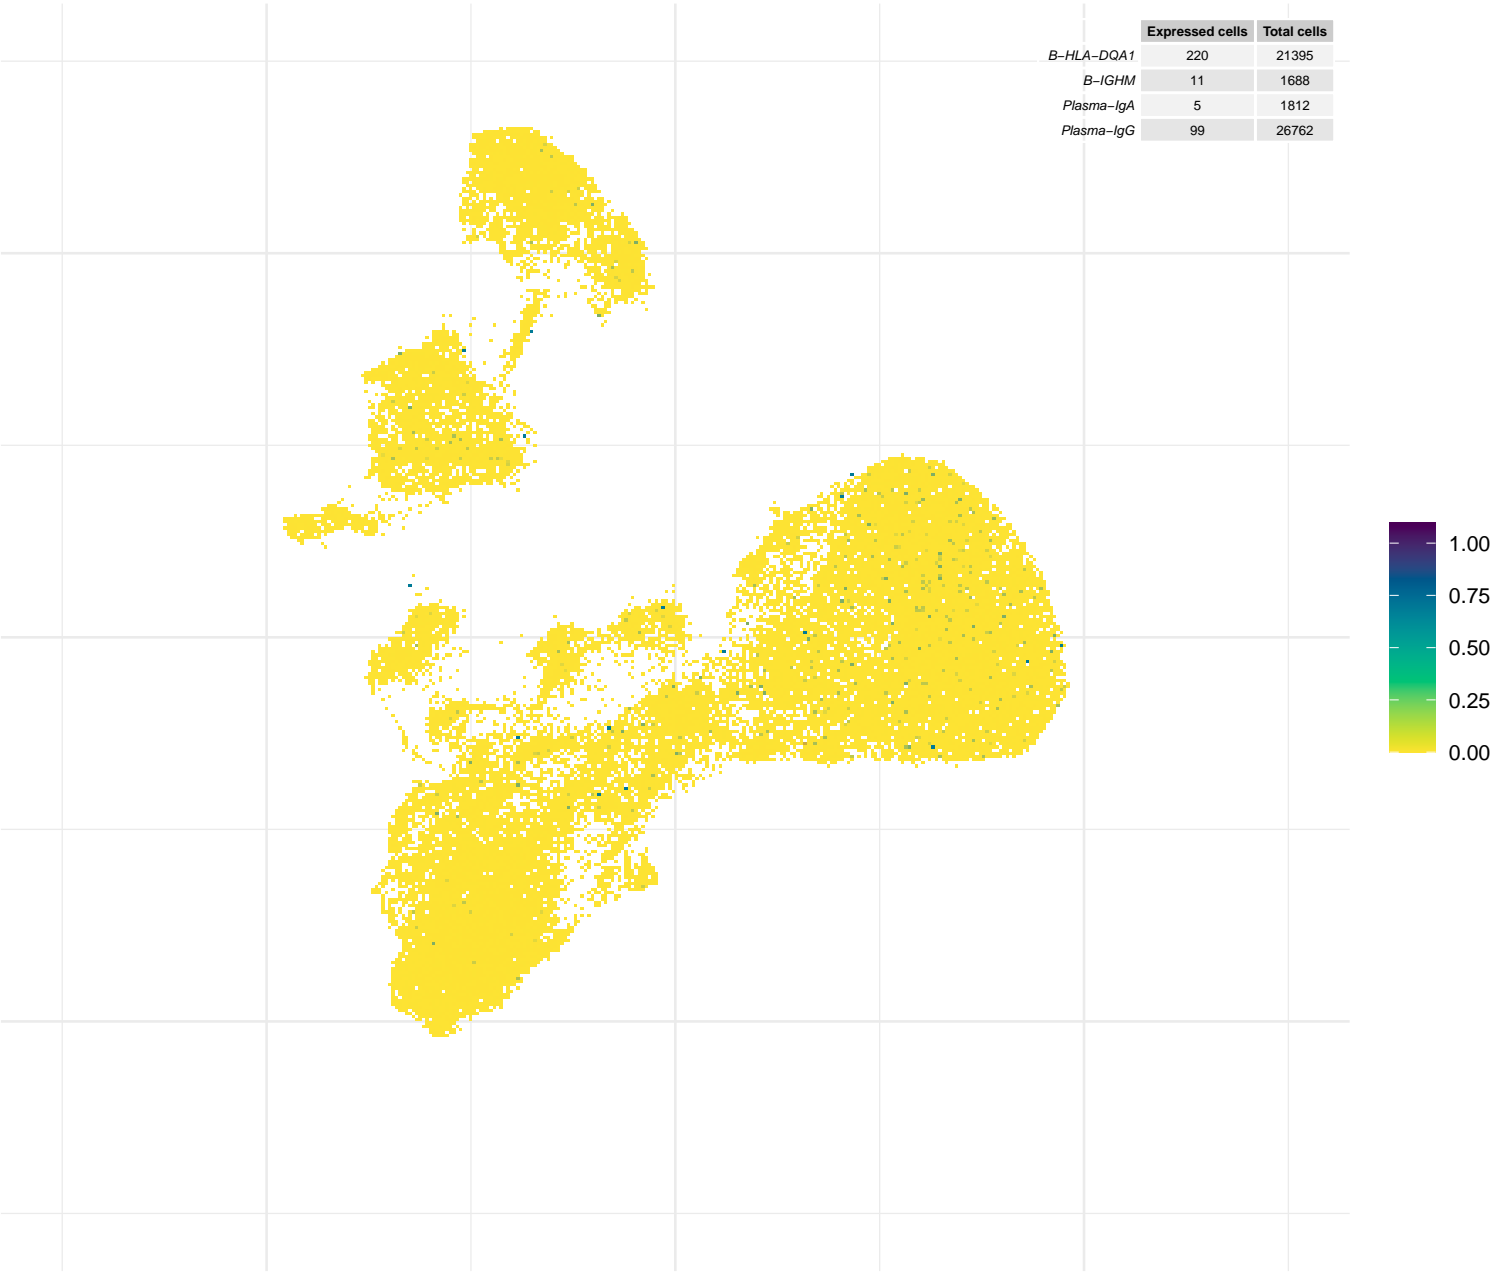 Expressed cells Total cells
B−HLA−DQA1 220 21395
B−IGHM 11 1688
Plasma−IgA 5 1812
Plasma−IgG 99 26762
1.00
0.75
0.50
0.25
0.00